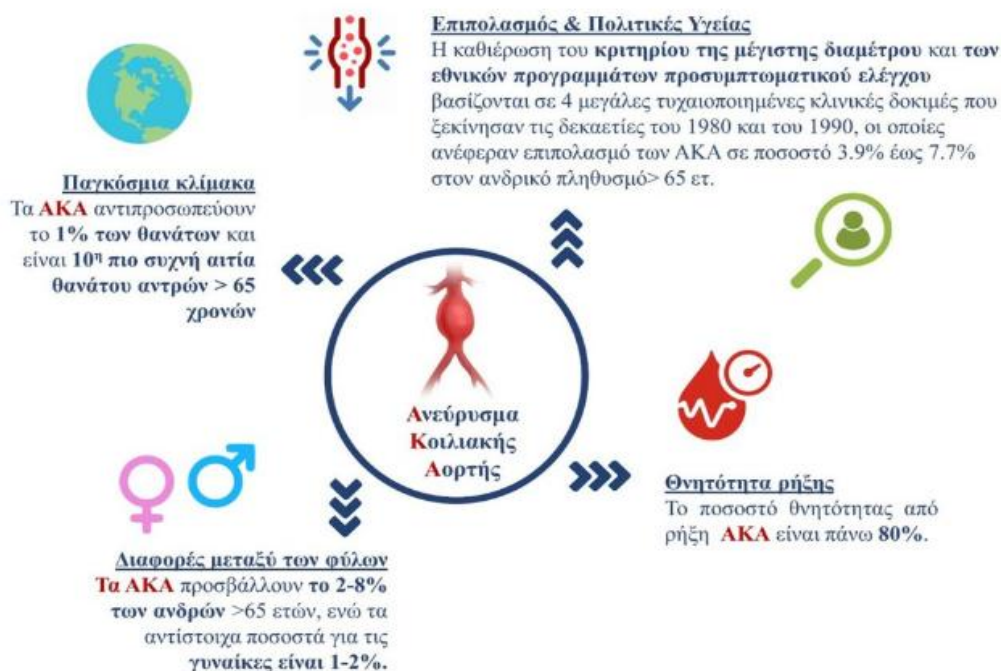 Επιπολασμός & Πολιτικές Υγείας
Η καθιέρωση του κριτηρίου της μέγιστης διαμέτρου και των
εθνικών προγραμμάτων προσυμπτωματικού ελέγχου
βασίζονται σε 4 μεγάλες τυχαιοποιημένες κλινικές δοκιμές που
ξεκίνησαν τις δεκαετίες του 1980 και του 1990, οι οποίες
ανέφεραν επιπολασμό των ΑΚΑ σε ποσοστό 3.9% έως 7.7%
στον ανδρικό πληθυσμό> 65 ετ.
Παγκόσμια κλίμακα
Τα ΑΚΑ αντιπροσωπεύουν
το 1% των θανάτων και
είναι 10η πιο συχνή αιτία
θανάτου αντρών > 65
χρονών
Ανεύρυσμα
Κοιλιακής
Αορτής
Θνητότητα ρήξης
Το ποσοστό θνητότητας από
ρήξη ΑΚΑ είναι πάνω 80%.
Διαφορές μεταξύ των φύλων
Τα ΑΚΑ προσβάλλουν το 2-8%
των ανδρών >65 ετών, ενώ τα
αντίστοιχα ποσοστά για τις
γυναίκες είναι 1-2%.